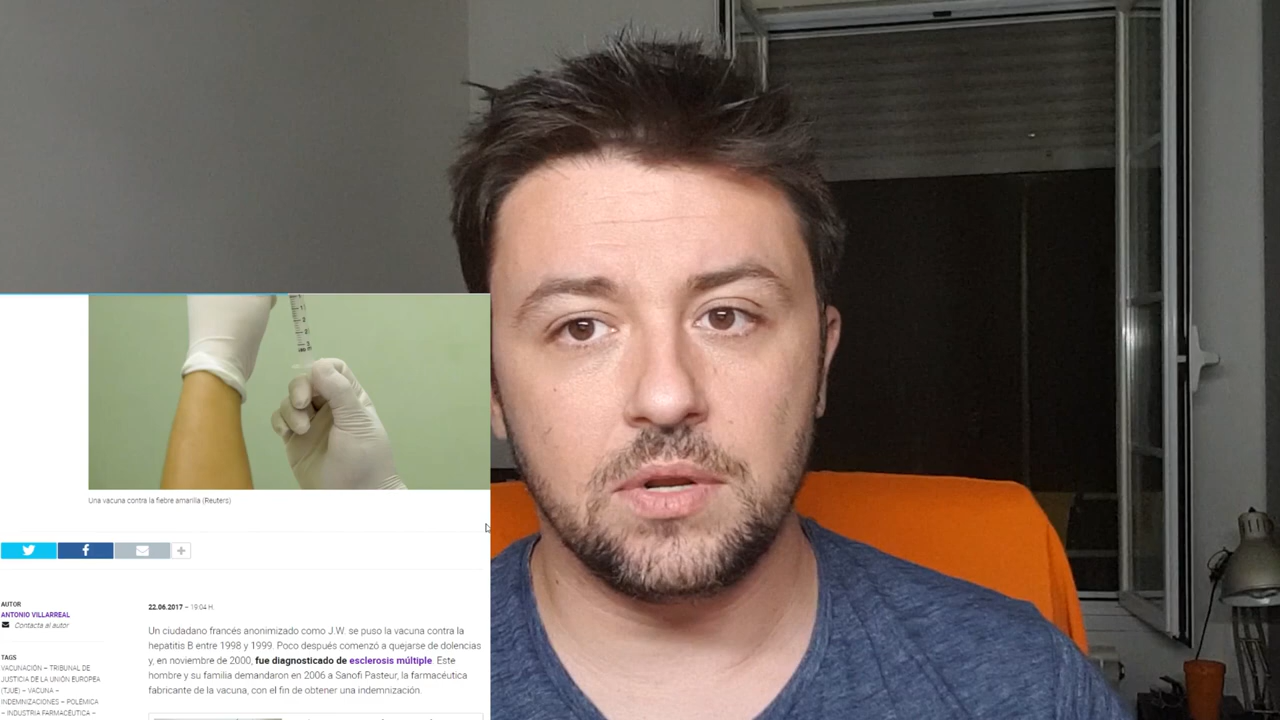 Una vacuna contra la fiebre amarilla (Reuters)
AUTOR
ANTONIO VILLARREAL
Contacta al autor
TAGS
VACUNACIÓN – TRIBUNAL DE
JUSTICIA DE LA UNIÓN EUROPEA
(TJUE) – VACUNA –
INDEMNIZACIONES – POLÉMICA
– INDUSTRIA FARMACÉUTICA –
22.06.2017 – 19:04 H.
Un ciudadano francés anonimizado como J.W. se puso la vacuna contra la
hepatitis B entre 1998 y 1999. Poco después comenzó a quejarse de dolencias
y, en noviembre de 2000, fue diagnosticado de esclerosis múltiple. Este
hombre y su familia demandaron en 2006 a Sanofi Pasteur, la farmacéutica
fabricante de la vacuna, con el fin de obtener una indemnización.